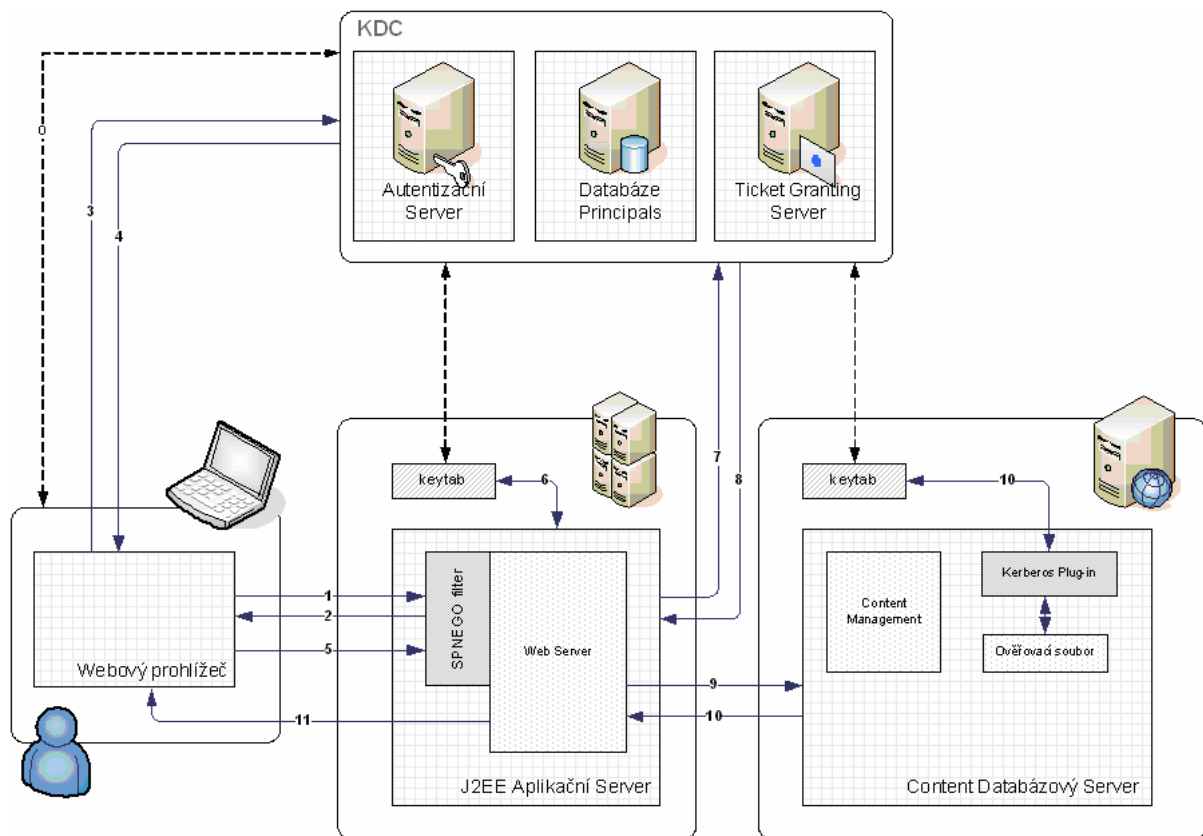 KDC
Autentizační
Server
Databáze
Principals
Ticket Granting
Server
0
3
4
7
8
keytab
6
keytab
10
1
2
5
SPNEGO filter
Web Server
Content
Management
Kerberos Plug-in
Ověřovací soubor
Webový prohlížeč
9
10
11
J2EE Aplikační Server
Content Databázový Server